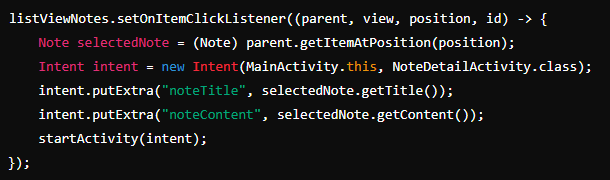 listViewNotes.setOnItemClickListener((parent, view, position, id) -> {
    Note selectedNote = (Note) parent.getItemAtPosition(position);
    Intent intent = new Intent(MainActivity.this, NoteDetailActivity.class);
    intent.putExtra("noteTitle", selectedNote.getTitle());
    intent.putExtra("noteContent", selectedNote.getContent());
    startActivity(intent);
});